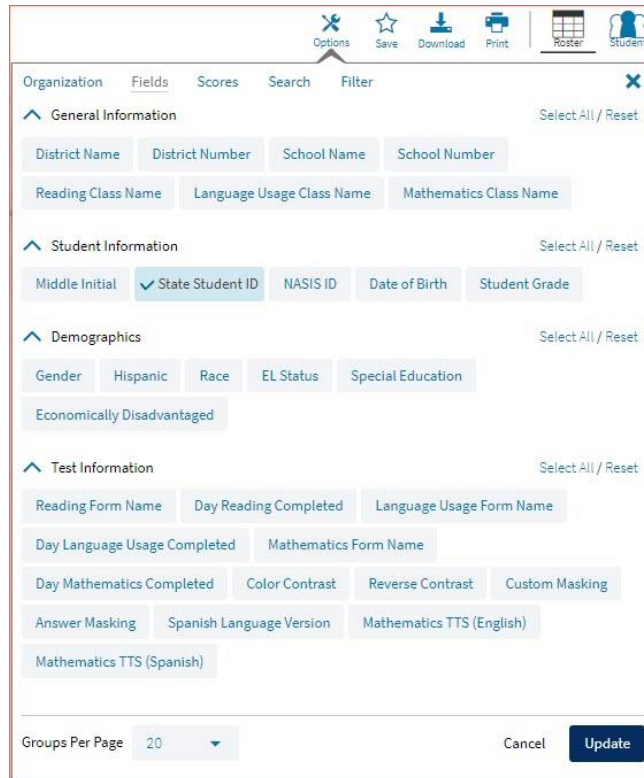 Options Save Download Print Roster Student
Organization Fields Scores Search Filter
General Information Select All / Reset
District Name District Number School Name School Number
Reading Class Name Language Usage Class Name Mathematics Class Name
Student Information Select All / Reset
Middle Initial State Student ID NASIS ID Date of Birth Student Grade
Demographics Select All / Reset
Gender Hispanic Race EL Status Special Education
Economically Disadvantaged
Test Information Select All / Reset
Reading Form Name Day Reading Completed Language Usage Form Name
Day Language Usage Completed Mathematics Form Name
Day Mathematics Completed Color Contrast Reverse Contrast Custom Masking
Answer Masking Spanish Language Version Mathematics TTS (English)
Mathematics TTS (Spanish)
Groups Per Page 20 Cancel Update